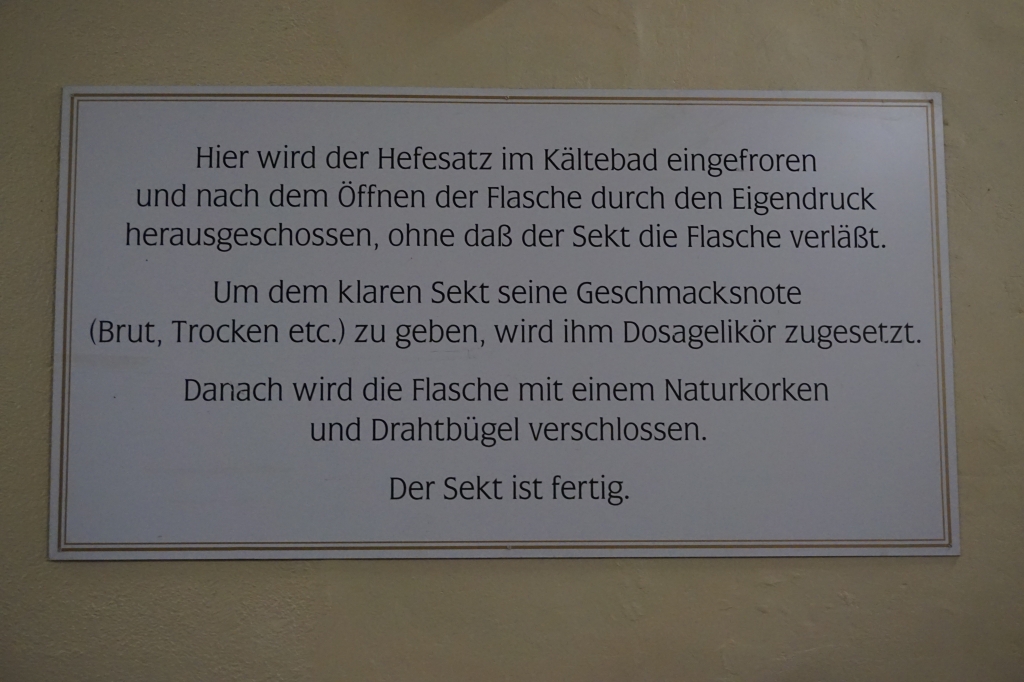 Hier wird der Hefesatz im Kältebad eingefroren
und nach dem Öffnen der Flasche durch den Eigendruck
herausgeschossen, ohne daß der Sekt die Flasche verläßt.
Um dem klaren Sekt seine Geschmacksnote
(Brut, Trocken etc.) zu geben, wird ihm Dosagelikör zugesetzt.
Danach wird die Flasche mit einem Naturkorken
und Drahtbügel verschlossen.
Der Sekt ist fertig.